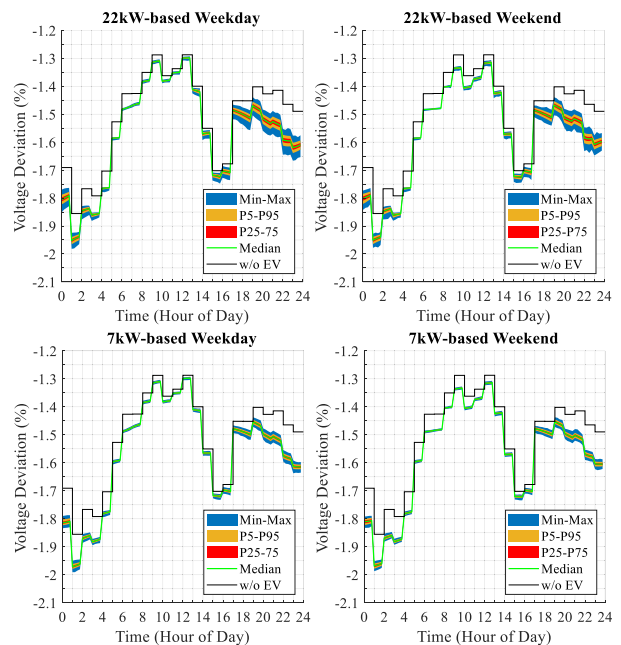 22kW-based Weekday
-1.2
-1.3
-1.4
-1.5
-1.6
-1.7
-1.8
-1.9
-2
-2.1
Voltage Deviation (%)
Min-Max
P5-P95
P25-75
Median
w/o EV
0 2 4 6 8 10 12 14 16 18 20 22 24
Time (Hour of Day)
22kW-based Weekend
-1.2
-1.3
-1.4
-1.5
-1.6
-1.7
-1.8
-1.9
-2
-2.1
Voltage Deviation (%)
Min-Max
P5-P95
P25-P75
Median
w/o EV
0 2 4 6 8 10 12 14 16 18 20 22 24
Time (Hour of Day)
7kW-based Weekday
-1.2
-1.3
-1.4
-1.5
-1.6
-1.7
-1.8
-1.9
-2
-2.1
Voltage Deviation (%)
Min-Max
P5-P95
P25-75
Median
w/o EV
0 2 4 6 8 10 12 14 16 18 20 22 24
Time (Hour of Day)
7kW-based Weekend
-1.2
-1.3
-1.4
-1.5
-1.6
-1.7
-1.8
-1.9
-2
-2.1
Voltage Deviation (%)
Min-Max
P5-P95
P25-P75
Median
w/o EV
0 2 4 6 8 10 12 14 16 18 20 22 24
Time (Hour of Day)